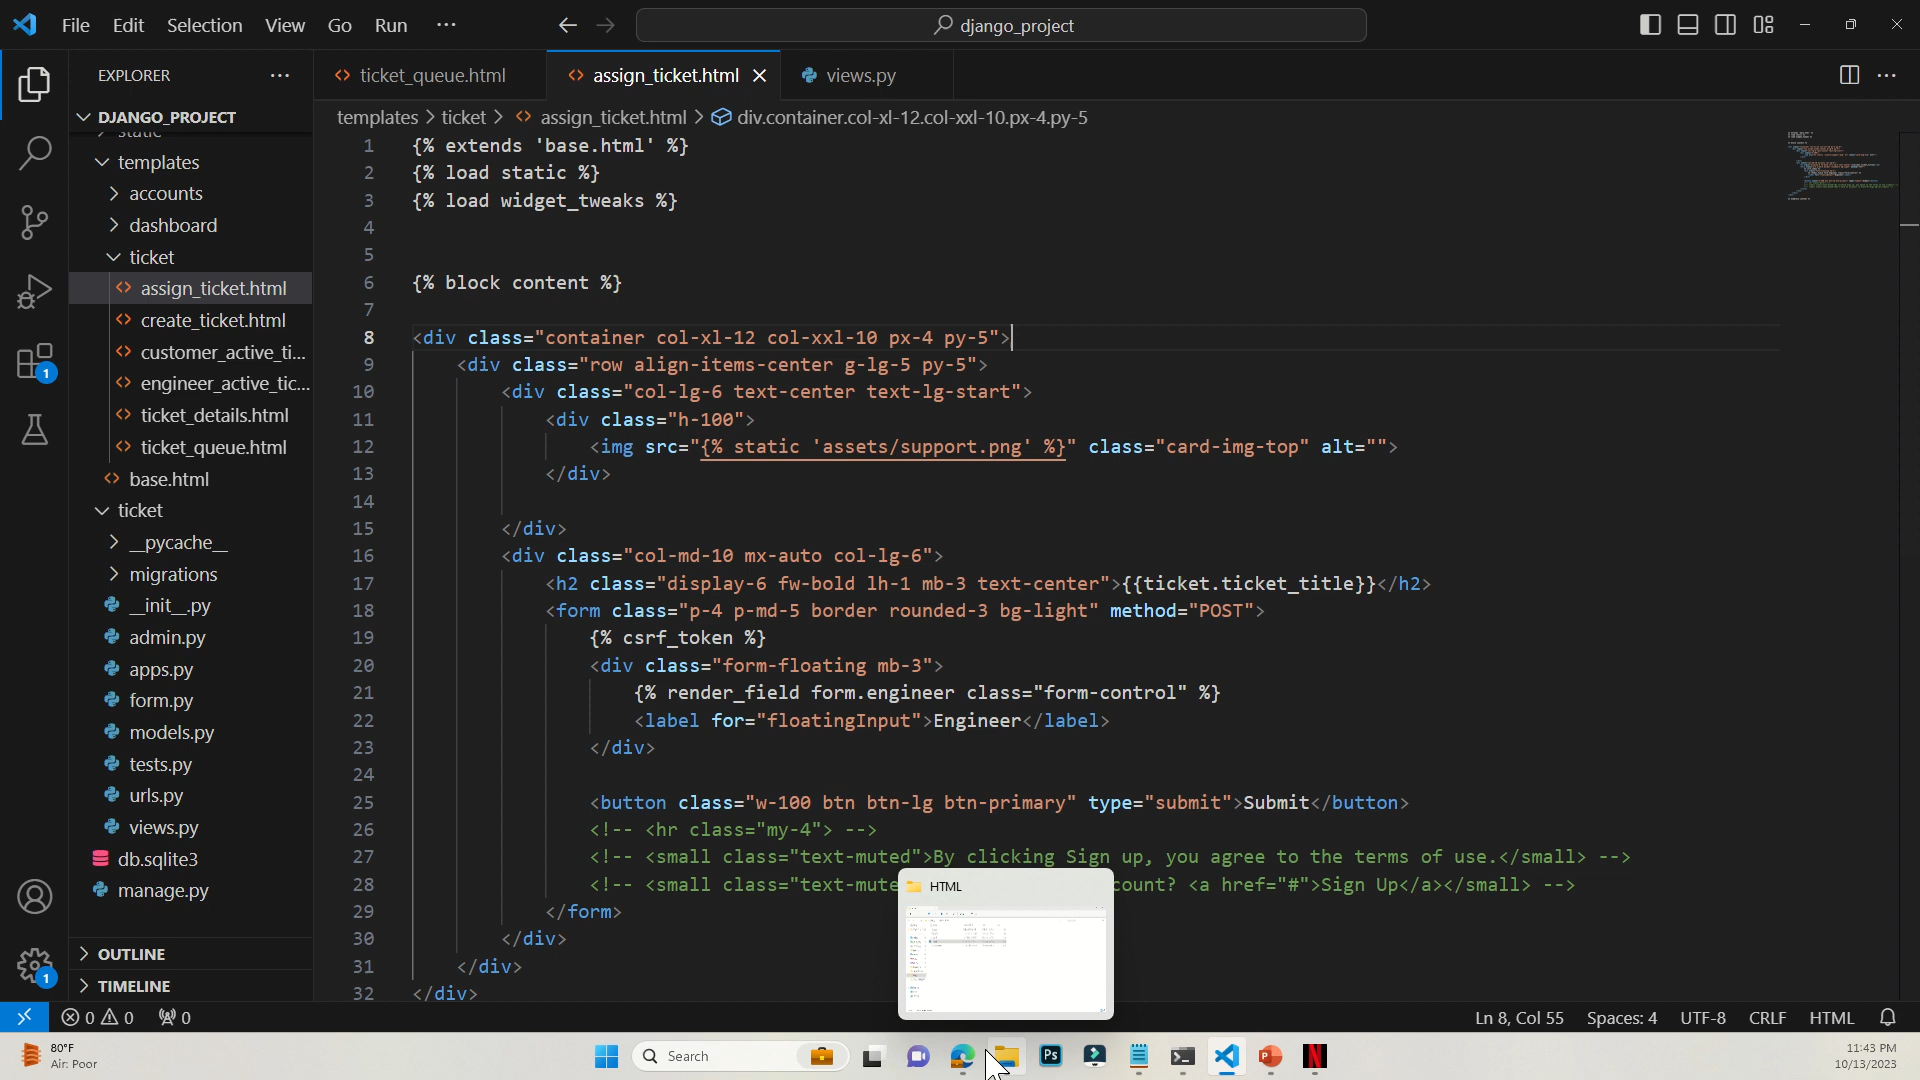 File Edit Selection View Go Run ···
django_project
EXPLORER
DJANGO_PROJECT
static
templates
accounts
dashboard
ticket
assign_ticket.html
create_ticket.html
customer_active_ti...
engineer_active_tic...
ticket_details.html
ticket_queue.html
base.html
ticket
__pycache__
migrations
__init__.py
admin.py
apps.py
form.py
models.py
tests.py
urls.py
views.py
db.sqlite3
manage.py
OUTLINE
TIMELINE
1
1
ticket_queue.html assign_ticket.html views.py
templates > ticket > assign_ticket.html > div.container.col-xl-12.col-xxl-10.px-4.py-5
1 {% extends 'base.html' %}
2 {% load static %}
3 {% load widget_tweaks %}
4
5
6 {% block content %}
7
8 <div class="container col-xl-12 col-xxl-10 px-4 py-5">
9 <div class="row align-items-center g-lg-5 py-5">
10 <div class="col-lg-6 text-center text-lg-start">
11 <div class="h-100">
12 <img src="{% static 'assets/support.png' %}" class="card-img-top" alt="">
13 </div>
14
15 </div>
16 <div class="col-md-10 mx-auto col-lg-6">
17 <h2 class="display-6 fw-bold lh-1 mb-3 text-center">{{ticket.ticket_title}}</h2>
18 <form class="p-4 p-md-5 border rounded-3 bg-light" method="POST">
19 {% csrf_token %}
20 <div class="form-floating mb-3">
21 {% render_field form.engineer class="form-control" %}
22 <label for="floatingInput">Engineer</label>
23 </div>
24
25 <button class="w-100 btn btn-lg btn-primary" type="submit">Submit</button>
26 <!-- <hr class="my-4"> -->
27 <!-- <small class="text-muted">By clicking Sign up, you agree to the terms of use.</small> -->
28 <!-- <small class="text-mute count? <a href="#">Sign Up</a></small> -->
29 </form>
30 </div>
31 </div>
32 </div>
HTML
0 0 0
Ln 8, Col 55 Spaces: 4 UTF-8 CRLF HTML
80°F
Air: Poor
Search
Ps
P
N
11:43 PM
10/13/2023